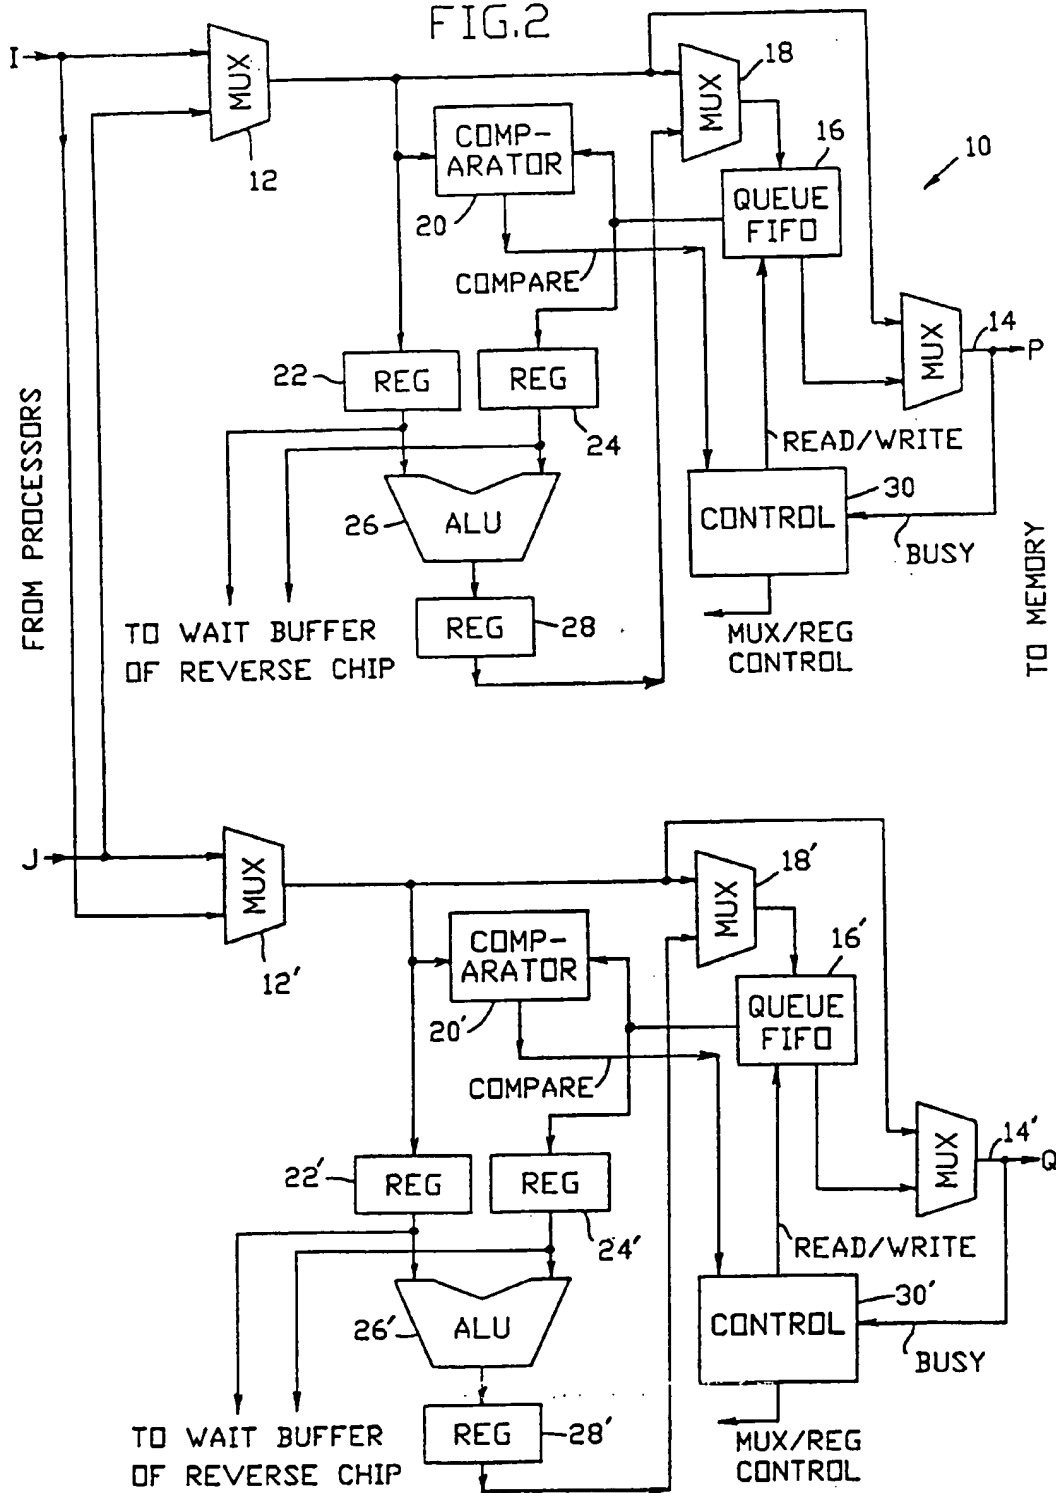 FIG.2
I
MUX
12
MUX
18
COMP-
ARATOR
20
16
10
QUEUE
FIFO
COMPARE
MUX
14
P
22
REG
REG
24
READ/WRITE
FROM PROCESSORS
26
ALU
CONTROL
30
BUSY
TO MEMORY
TO WAIT BUFFER
OF REVERSE CHIP
REG
28
MUX/REG
CONTROL
J
MUX
12'
MUX
18'
COMP-
ARATOR
20'
16'
QUEUE
FIFO
COMPARE
MUX
14'
Q
22'
REG
REG
24'
READ/WRITE
26'
ALU
CONTROL
30'
BUSY
TO WAIT BUFFER
OF REVERSE CHIP
REG
28'
MUX/REG
CONTROL